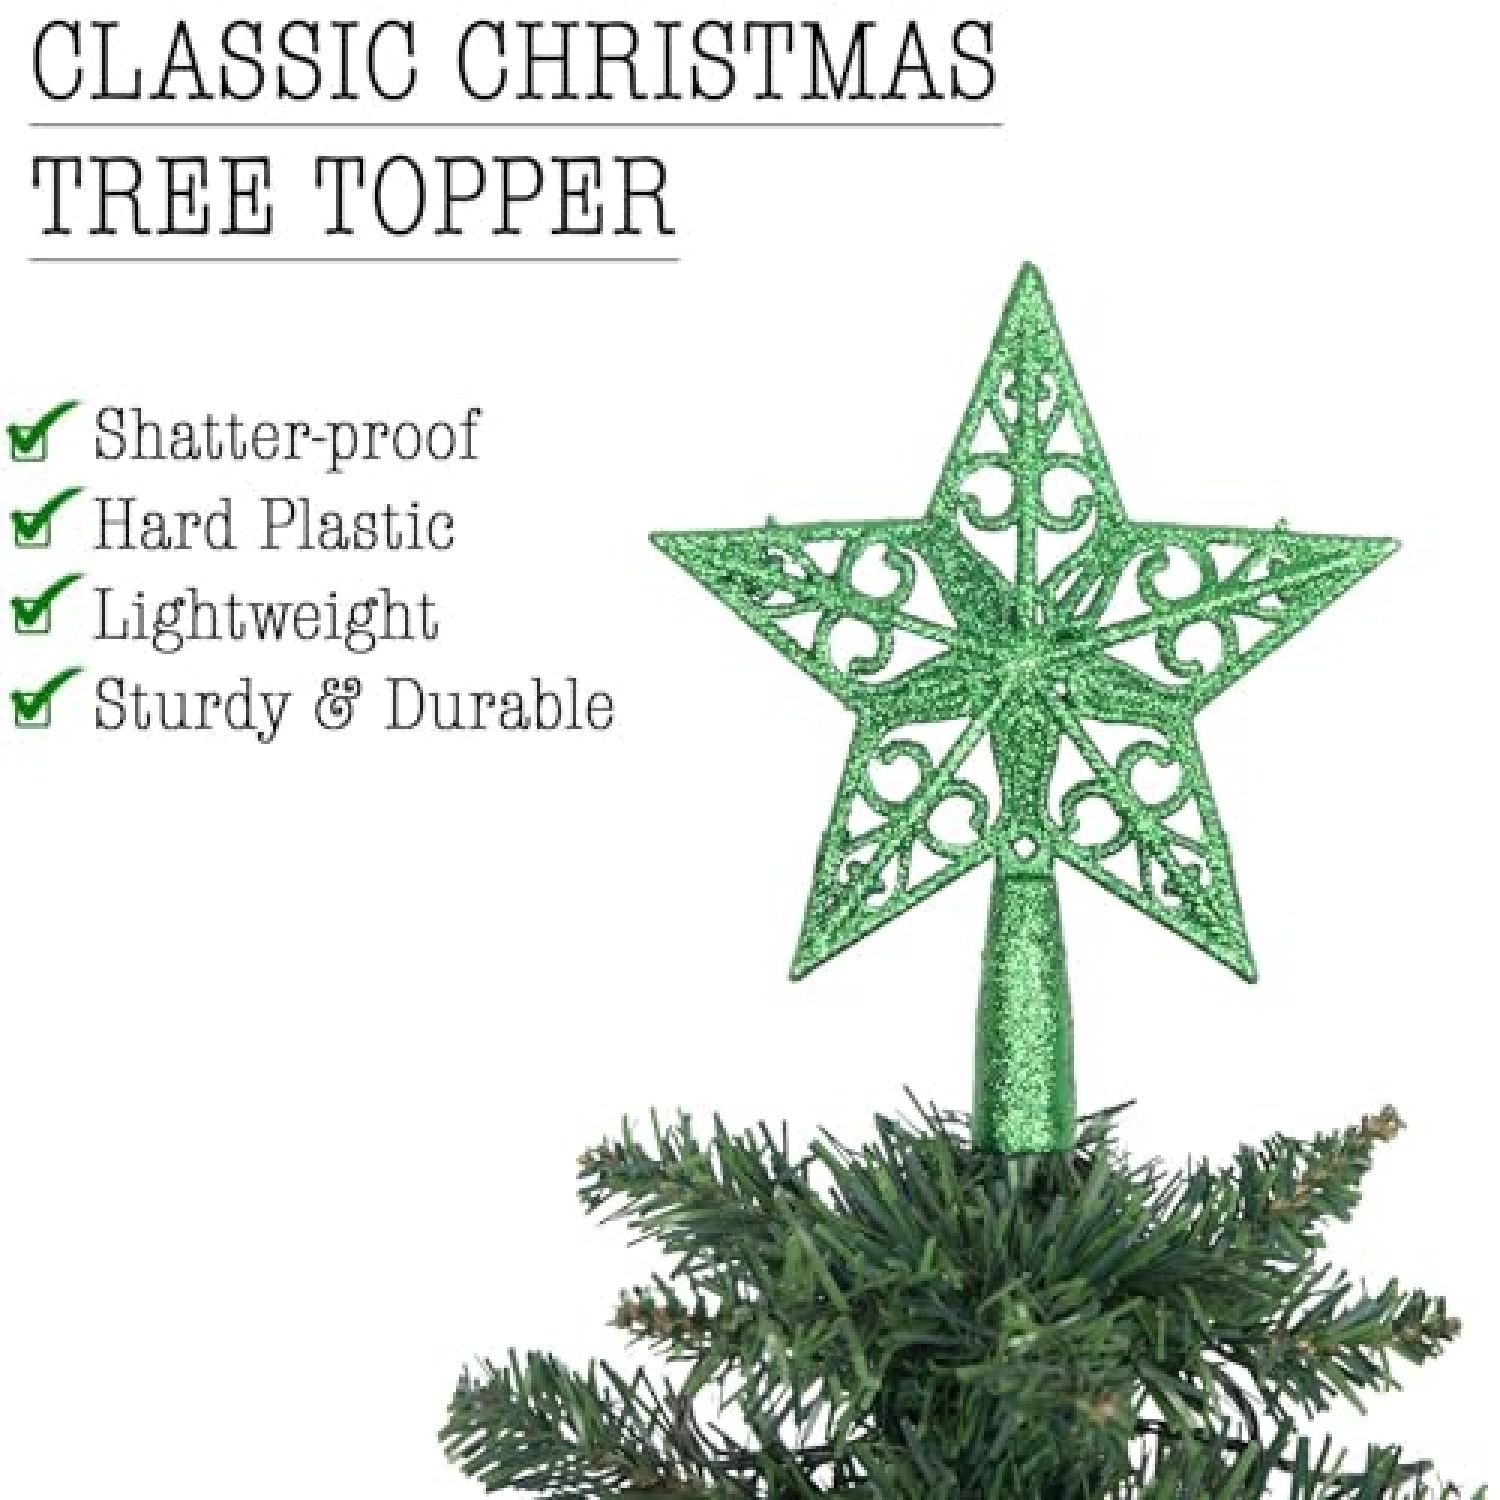 CLASSIC CHRISTMAS
TREE TOPPER
Shatter-proof
Hard Plastic
Lightweight
Sturdy & Durable